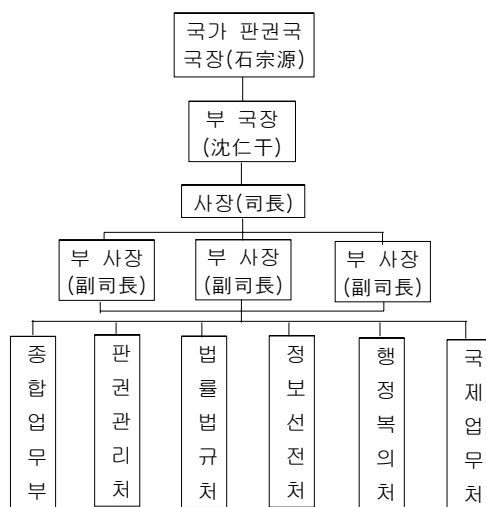 국가 판권국
국장(石宗源)
부 국장
(沈仁干)
사장(司長)
부 사장
(副司長)
부 사장
(副司長)
부 사장
(副司長)
종합업무부
판권관리처
법률법규처
정보선전처
행정복의처
국제업무처